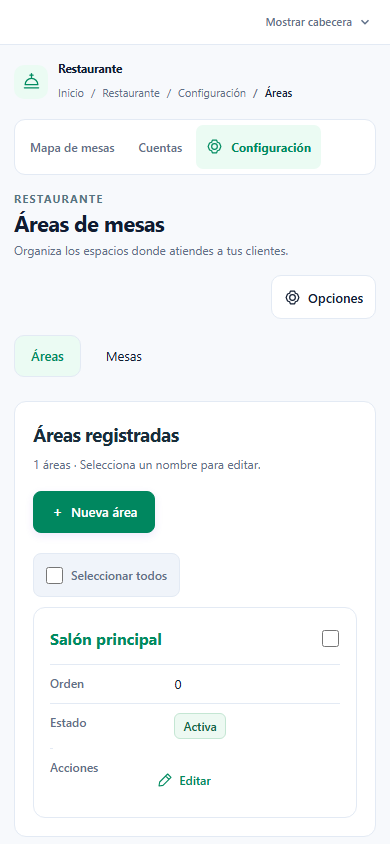 Mostrar cabecera
Restaurante
Inicio / Restaurante / Configuración / Áreas
Mapa de mesas Cuentas Configuración
RESTAURANTE
Áreas de mesas
Organiza los espacios donde atiendes a tus clientes.
Opciones
Áreas Mesas
Áreas registradas
1 áreas · Selecciona un nombre para editar.
+ Nueva área
Seleccionar todos
Salón principal
Orden 0
Estado Activa
Acciones Editar